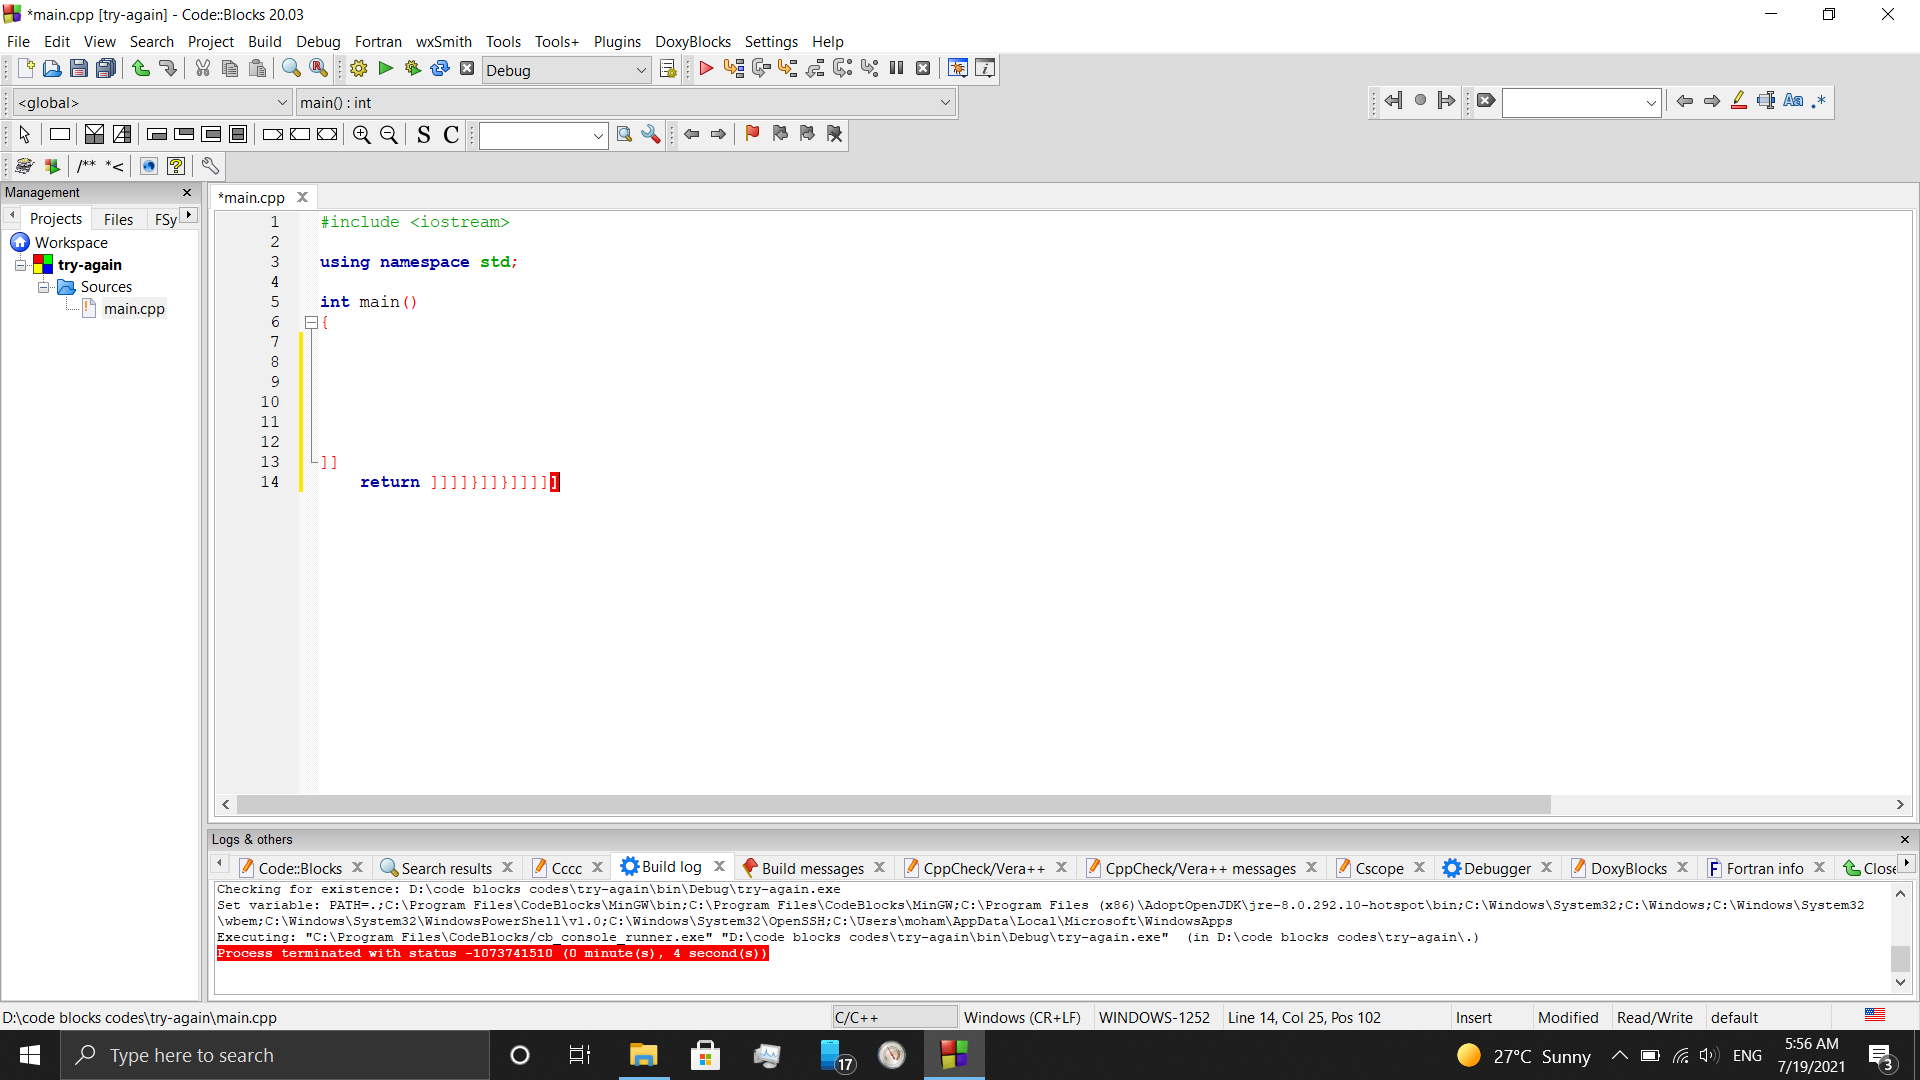 *main.cpp [try-again] - Code::Blocks 20.03
File Edit View Search Project Build Debug Fortran wxSmith Tools Tools+ Plugins DoxyBlocks Settings Help
Debug
<global> main() : int
S C
/** *<
Management
Projects Files FSy
Workspace
try-again
Sources
main.cpp
*main.cpp
1 #include <iostream>
2
3 using namespace std;
4
5 int main()
6 {
7
8
9
10
11
12
13 ]]
14 return ]]]]}]]}]]]]]
Logs & others
Code::Blocks Search results Cccc Build log Build messages CppCheck/Vera++ CppCheck/Vera++ messages Cscope Debugger DoxyBlocks Fortran info Close
Checking for existence: D:\code blocks codes\try-again\bin\Debug\try-again.exe
Set variable: PATH=.;C:\Program Files\CodeBlocks\MinGW\bin;C:\Program Files\CodeBlocks\MinGW;C:\Program Files (x86)\AdoptOpenJDK\jre-8.0.292.10-hotspot\bin;C:\Windows\System32;C:\Windows;C:\Windows\System32
\wbem;C:\Windows\System32\WindowsPowerShell\v1.0;C:\Windows\System32\OpenSSH;C:\Users\moham\AppData\Local\Microsoft\WindowsApps
Executing: "C:\Program Files\CodeBlocks/cb_console_runner.exe" "D:\code blocks codes\try-again\bin\Debug\try-again.exe" (in D:\code blocks codes\try-again\.)
Process terminated with status -1073741510 (0 minute(s), 4 second(s))
D:\code blocks codes\try-again\main.cpp C/C++ Windows (CR+LF) WINDOWS-1252 Line 14, Col 25, Pos 102 Insert Modified Read/Write default
Type here to search 17 27°C Sunny ENG 5:56 AM
7/19/2021 3